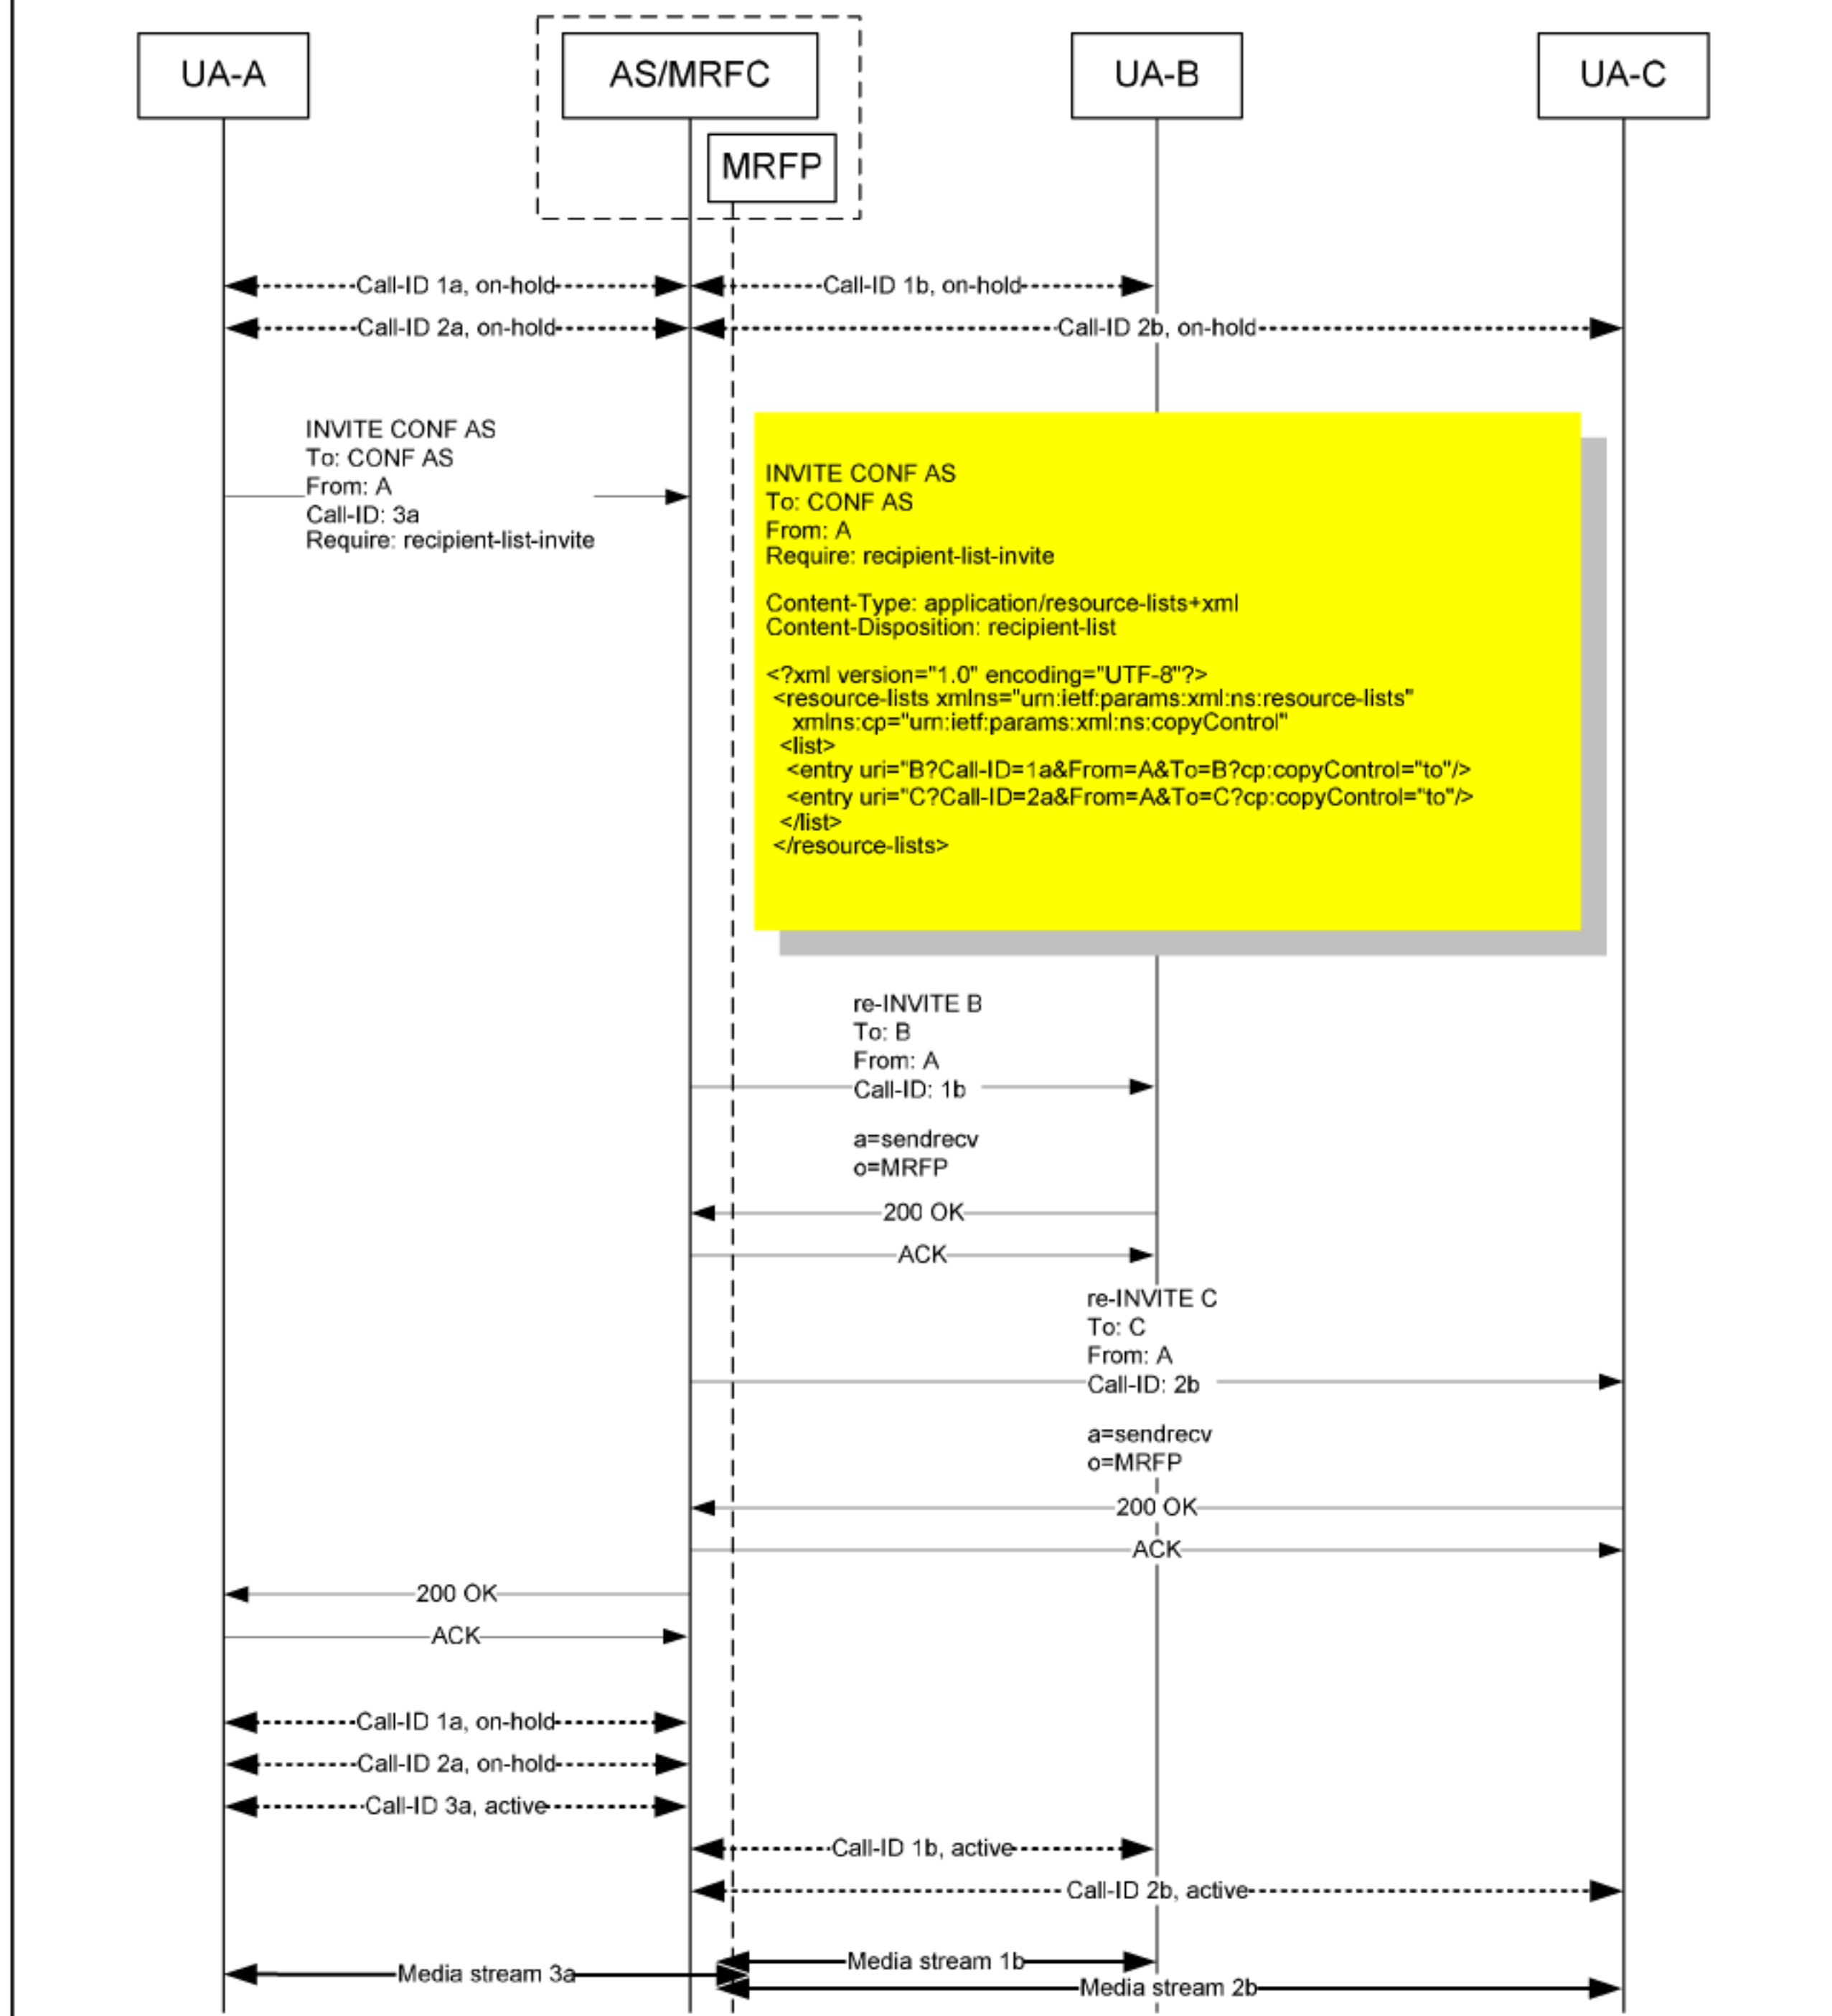 UA-A
AS/MRFC
UA-B
UA-C
MRFP
Call-ID 1a, on-hold
Call-ID 1b, on-hold
Call-ID 2a, on-hold
Call-ID 2b, on-hold
INVITE CONF AS
To: CONF AS
From: A
Call-ID: 3a
Require: recipient-list-invite
INVITE CONF AS
To: CONF AS
From: A
Require: recipient-list-invite
Content-Type: application/resource-lists+xml
Content-Disposition: recipient-list
<?xml version="1.0" encoding="UTF-8"?>
<resource-lists xmlns="urn:ietf:params:xml:ns:resource-lists"
xmlns:cp="urn:ietf:params:xml:ns:copyControl"
<list>
<entry uri="B?Call-ID=1a&From=A&To=B?cp:copyControl="to"/>
<entry uri="C?Call-ID=2a&From=A&To=C?cp:copyControl="to"/>
</list>
</resource-lists>
re-INVITE B
To: B
From: A
Call-ID: 1b
a=sendrecv
o=MRFP
200 OK
ACK
re-INVITE C
To: C
From: A
Call-ID: 2b
a=sendrecv
o=MRFP
200 OK
ACK
200 OK
ACK
Call-ID 1a, on-hold
Call-ID 2a, on-hold
Call-ID 3a, active
Call-ID 1b, active
Call-ID 2b, active
Media stream 1b
Media stream 3a
Media stream 2b